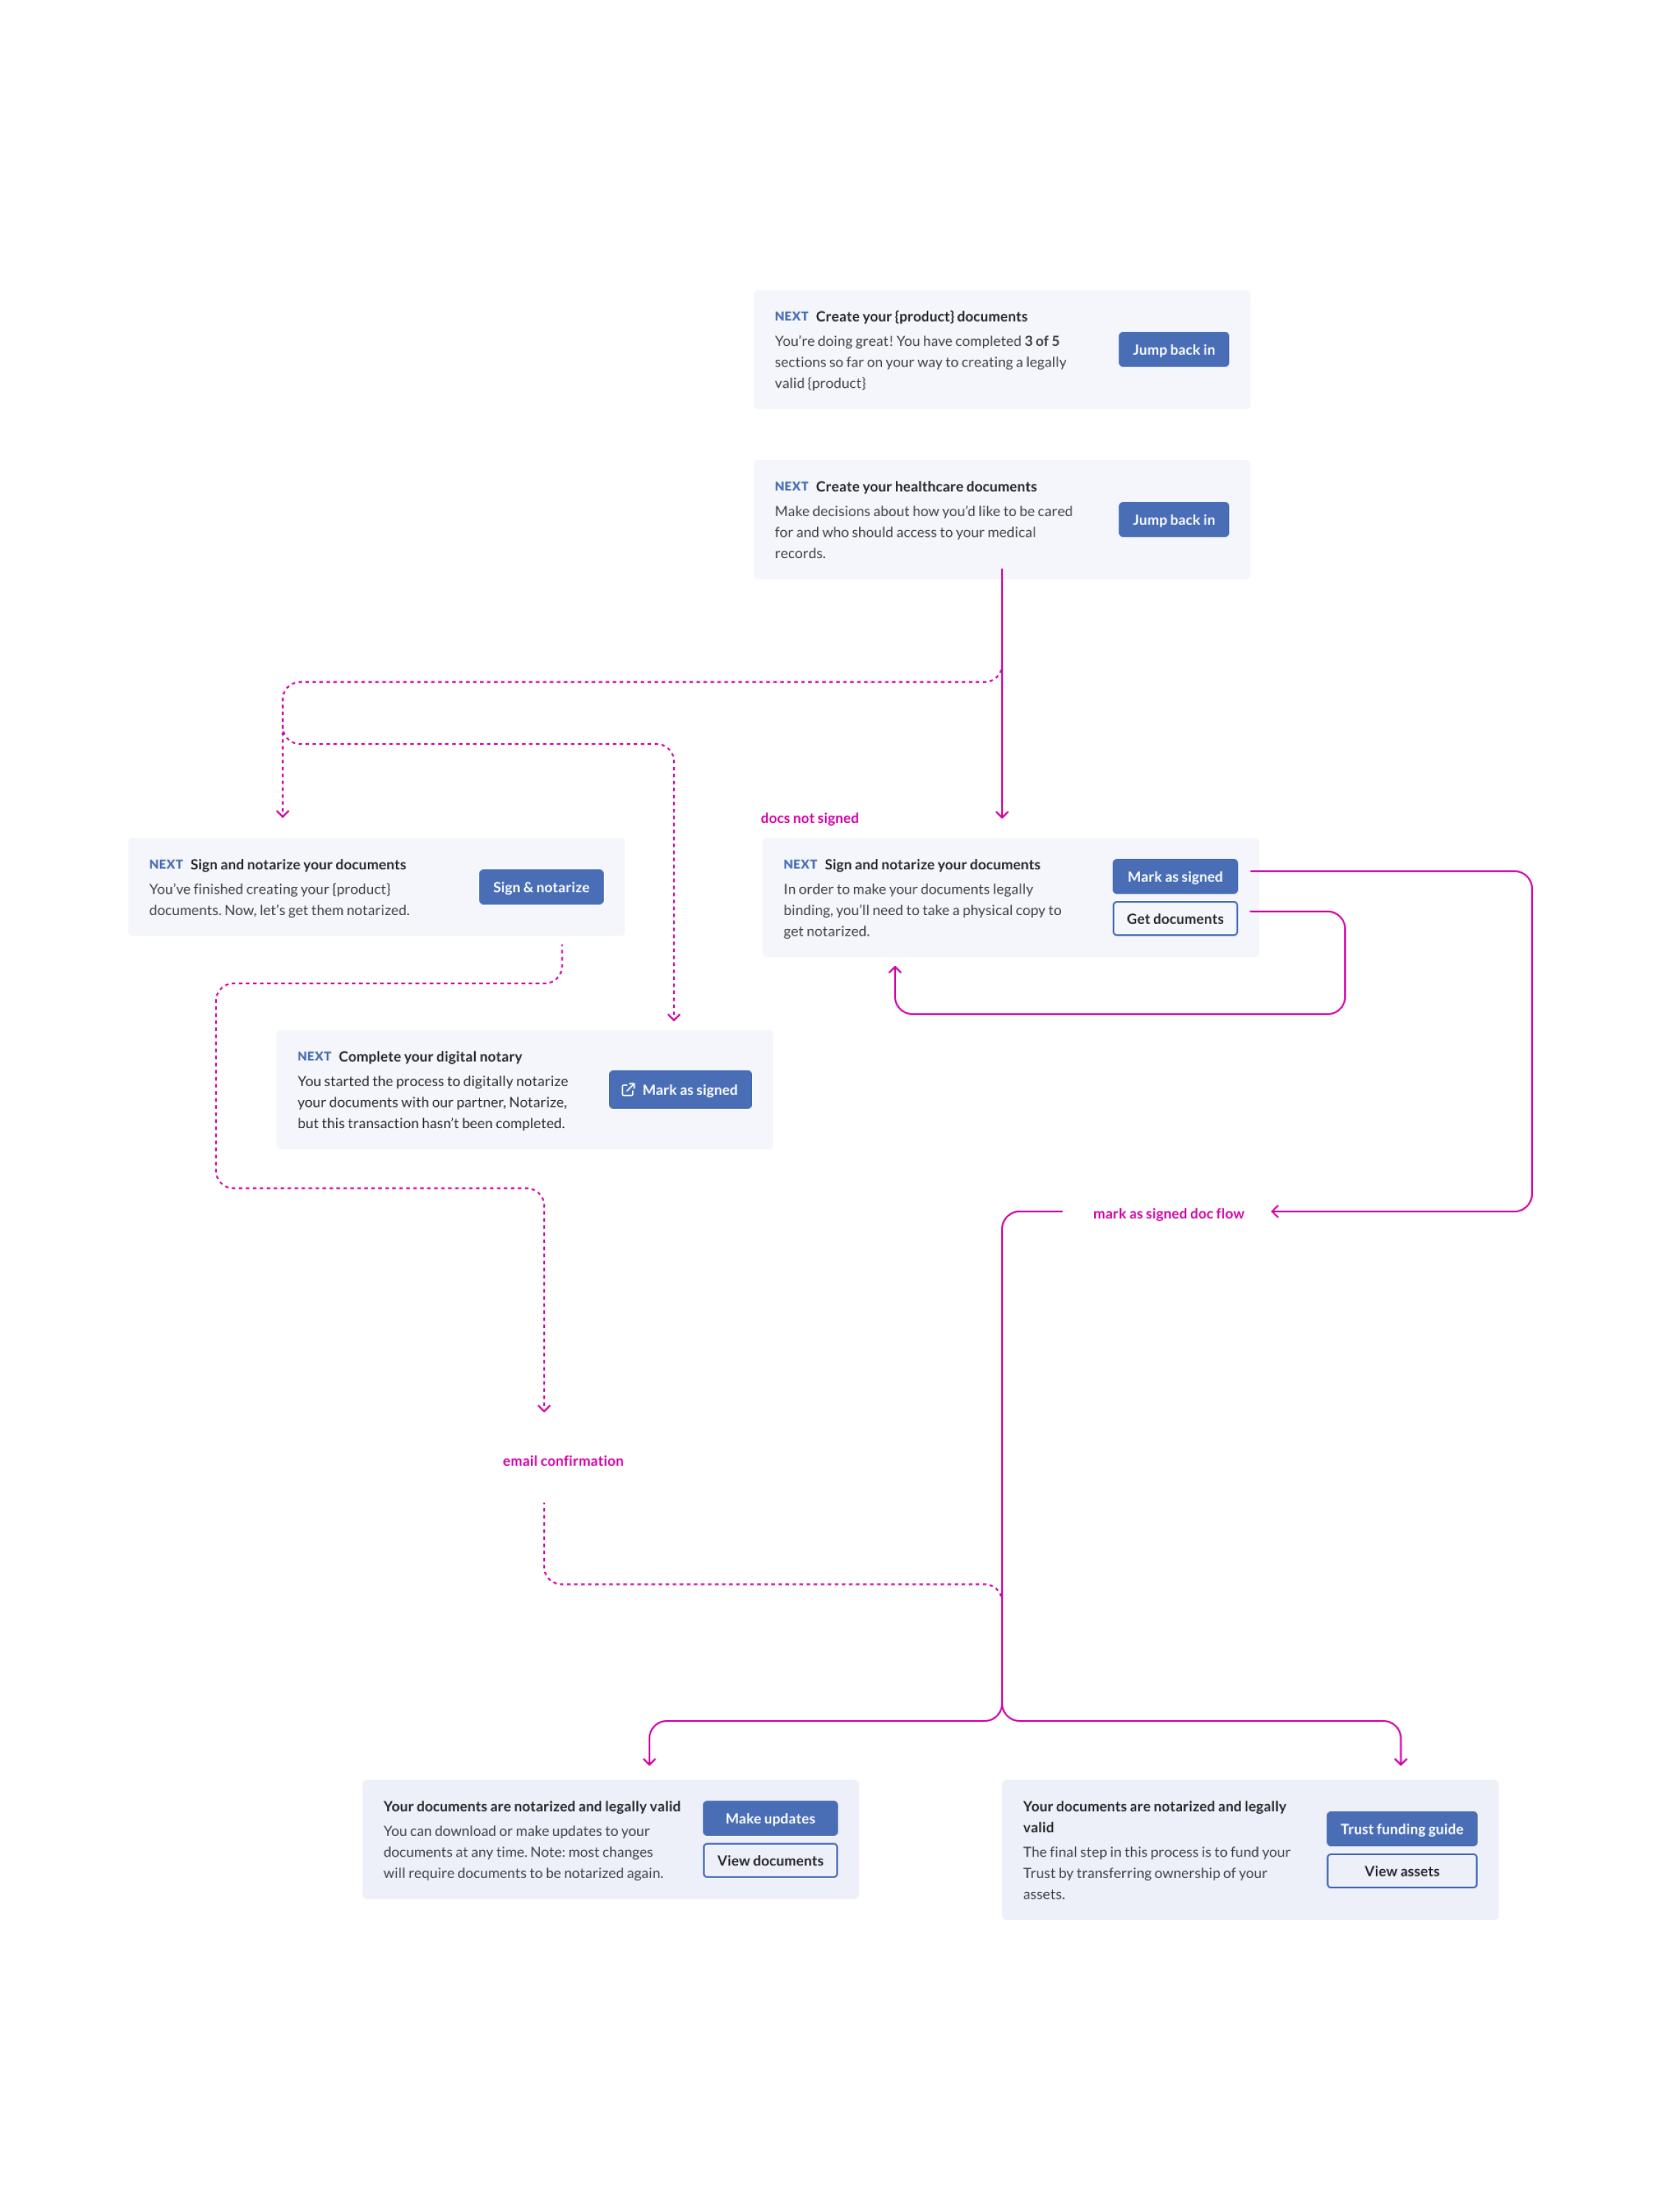 NEXT Create your {product} documents
You're doing great! You have completed 3 of 5
sections so far on your way to creating a legally
valid {product}
Jump back in
NEXT Create your healthcare documents
Make decisions about how you'd like to be cared
for and who should access to your medical
records.
Jump back in
NEXT Sign and notarize your documents
You've finished creating your {product}
documents. Now, let's get them notarized.
Sign & notarize
docs not signed
NEXT Sign and notarize your documents
In order to make your documents legally
binding, you'll need to take a physical copy to
get notarized.
Mark as signed
Get documents
NEXT Complete your digital notary
You started the process to digitally notarize
your documents with our partner, Notarize,
but this transaction hasn't been completed.
Mark as signed
mark as signed doc flow
email confirmation
Your documents are notarized and legally valid
You can download or make updates to your
documents at any time. Note: most changes
will require documents to be notarized again.
Make updates
View documents
Your documents are notarized and legally
valid
The final step in this process is to fund your
Trust by transferring ownership of your
assets.
Trust funding guide
View assets